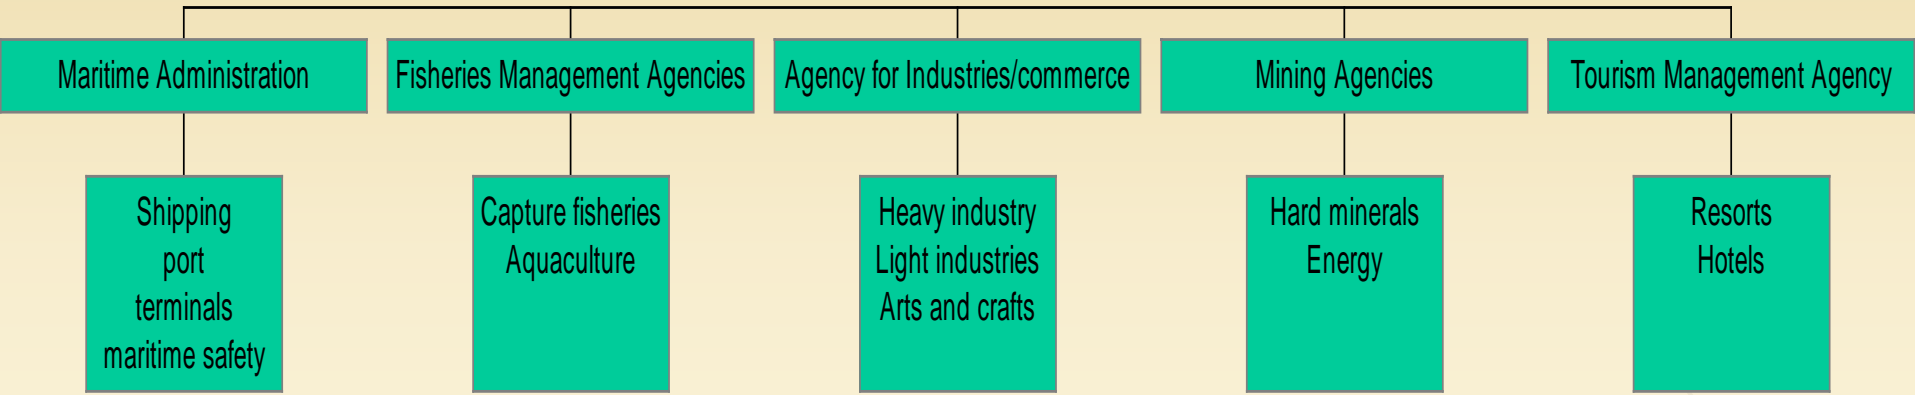 Maritime Administration
Fisheries Management Agencies
Agency for Industries/commerce
Mining Agencies
Tourism Management Agency
Shipping
port
terminals
maritime safety
Capture fisheries
Aquaculture
Heavy industry
Light industries
Arts and crafts
Hard minerals
Energy
Resorts
Hotels